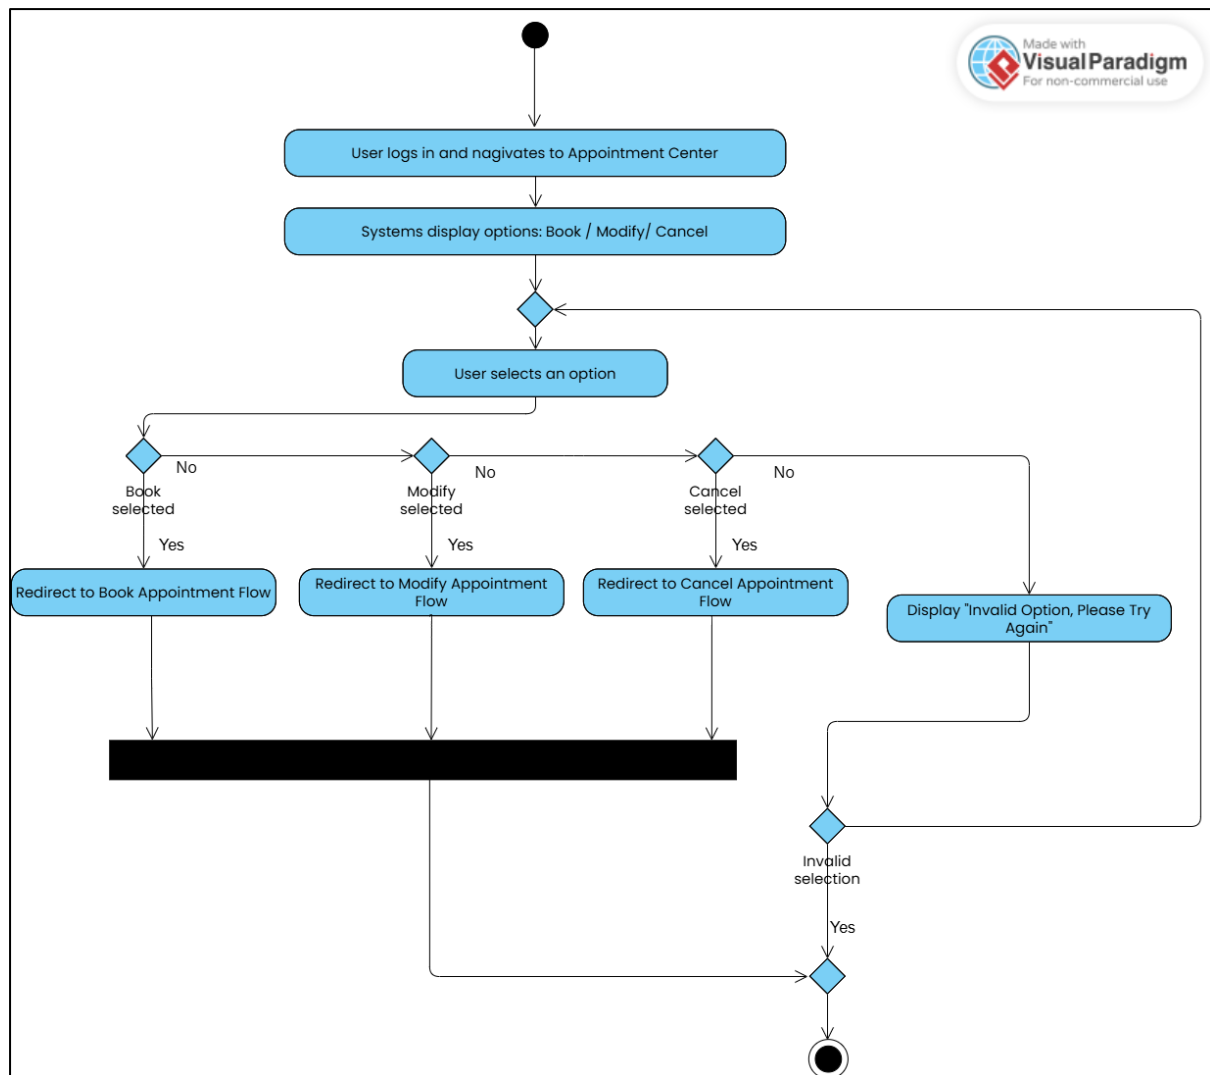 Made with
Visual Paradigm
For non-commercial use
User logs in and nagivates to Appointment Center
Systems display options: Book / Modify/ Cancel
User selects an option
No
No
No
Book
selected
Modify
selected
Cancel
selected
Yes
Yes
Yes
Redirect to Book Appointment Flow
Redirect to Modify Appointment
Flow
Redirect to Cancel Appointment
Flow
Display "Invalid Option, Please Try
Again"
Invalid
selection
Yes